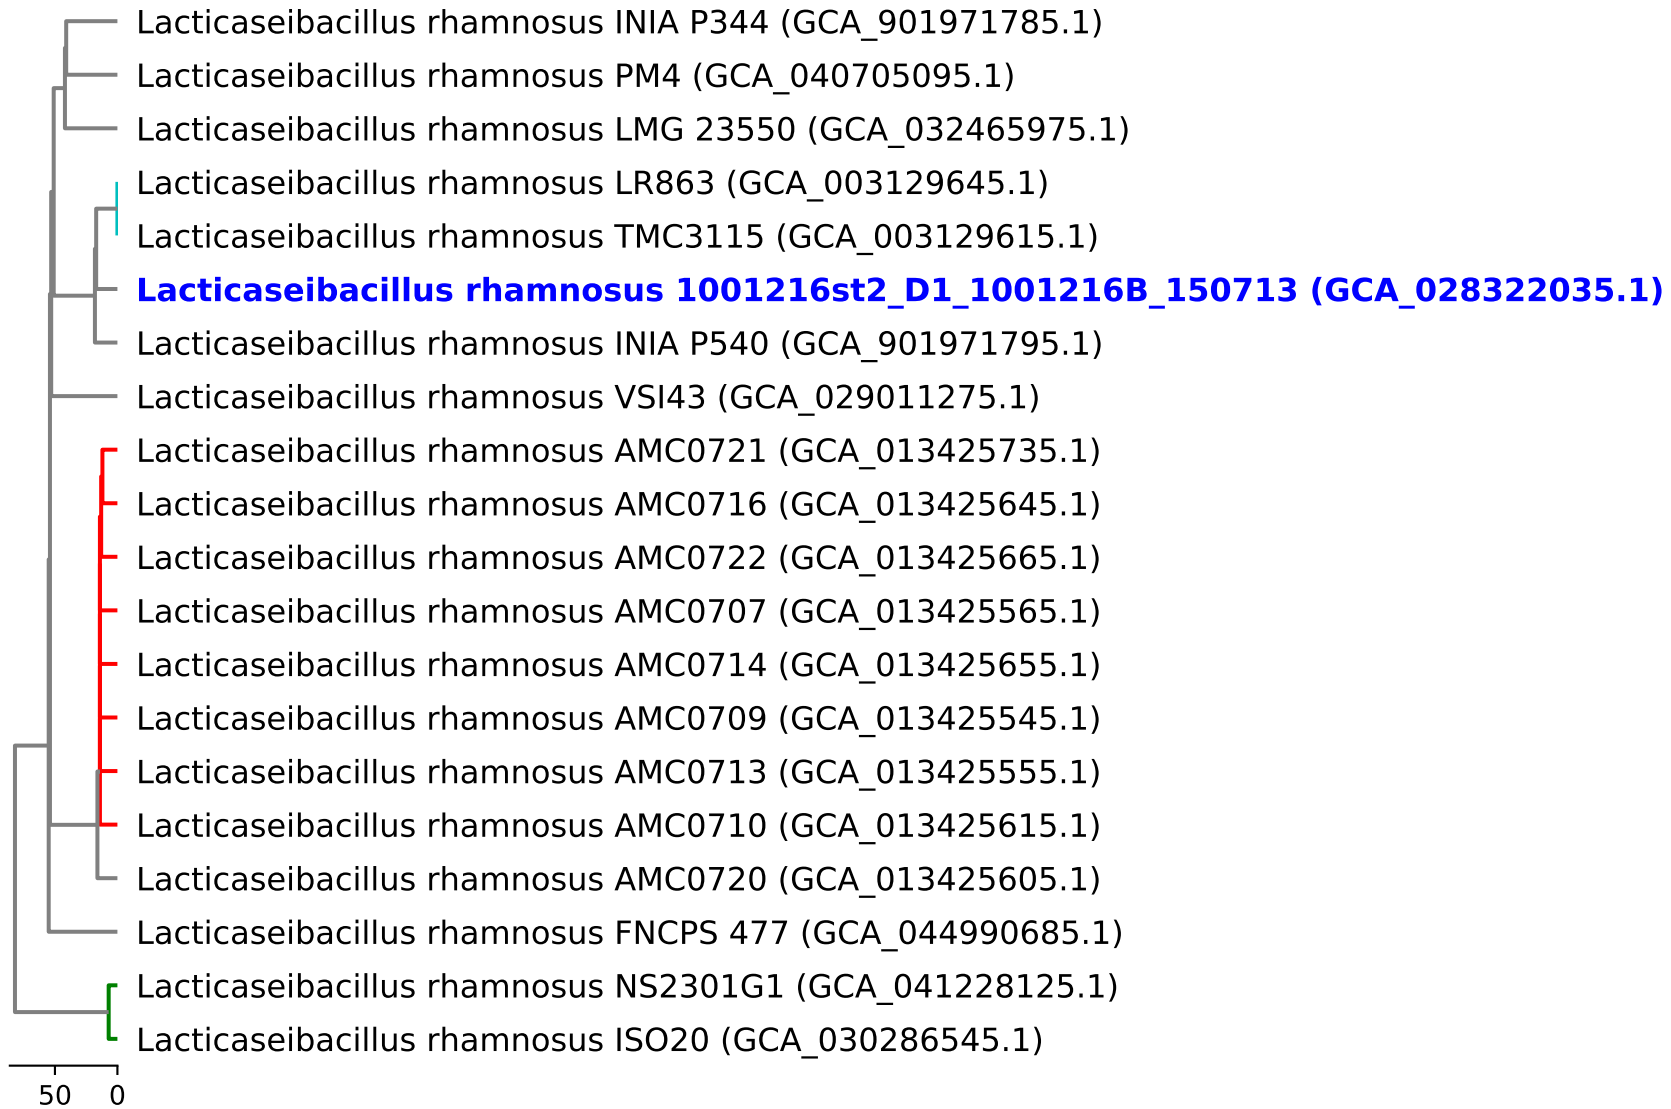 Lacticaseibacillus rhamnosus INIA P344 (GCA_901971785.1)
Lacticaseibacillus rhamnosus PM4 (GCA_040705095.1)
Lacticaseibacillus rhamnosus LMG 23550 (GCA_032465975.1)
Lacticaseibacillus rhamnosus LR863 (GCA_003129645.1)
Lacticaseibacillus rhamnosus TMC3115 (GCA_003129615.1)
Lacticaseibacillus rhamnosus 1001216st2_D1_1001216B_150713 (GCA_028322035.1)
Lacticaseibacillus rhamnosus INIA P540 (GCA_901971795.1)
Lacticaseibacillus rhamnosus VSI43 (GCA_029011275.1)
Lacticaseibacillus rhamnosus AMC0721 (GCA_013425735.1)
Lacticaseibacillus rhamnosus AMC0716 (GCA_013425645.1)
Lacticaseibacillus rhamnosus AMC0722 (GCA_013425665.1)
Lacticaseibacillus rhamnosus AMC0707 (GCA_013425565.1)
Lacticaseibacillus rhamnosus AMC0714 (GCA_013425655.1)
Lacticaseibacillus rhamnosus AMC0709 (GCA_013425545.1)
Lacticaseibacillus rhamnosus AMC0713 (GCA_013425555.1)
Lacticaseibacillus rhamnosus AMC0710 (GCA_013425615.1)
Lacticaseibacillus rhamnosus AMC0720 (GCA_013425605.1)
Lacticaseibacillus rhamnosus FNCPS 477 (GCA_044990685.1)
Lacticaseibacillus rhamnosus NS2301G1 (GCA_041228125.1)
Lacticaseibacillus rhamnosus ISO20 (GCA_030286545.1)
50 0